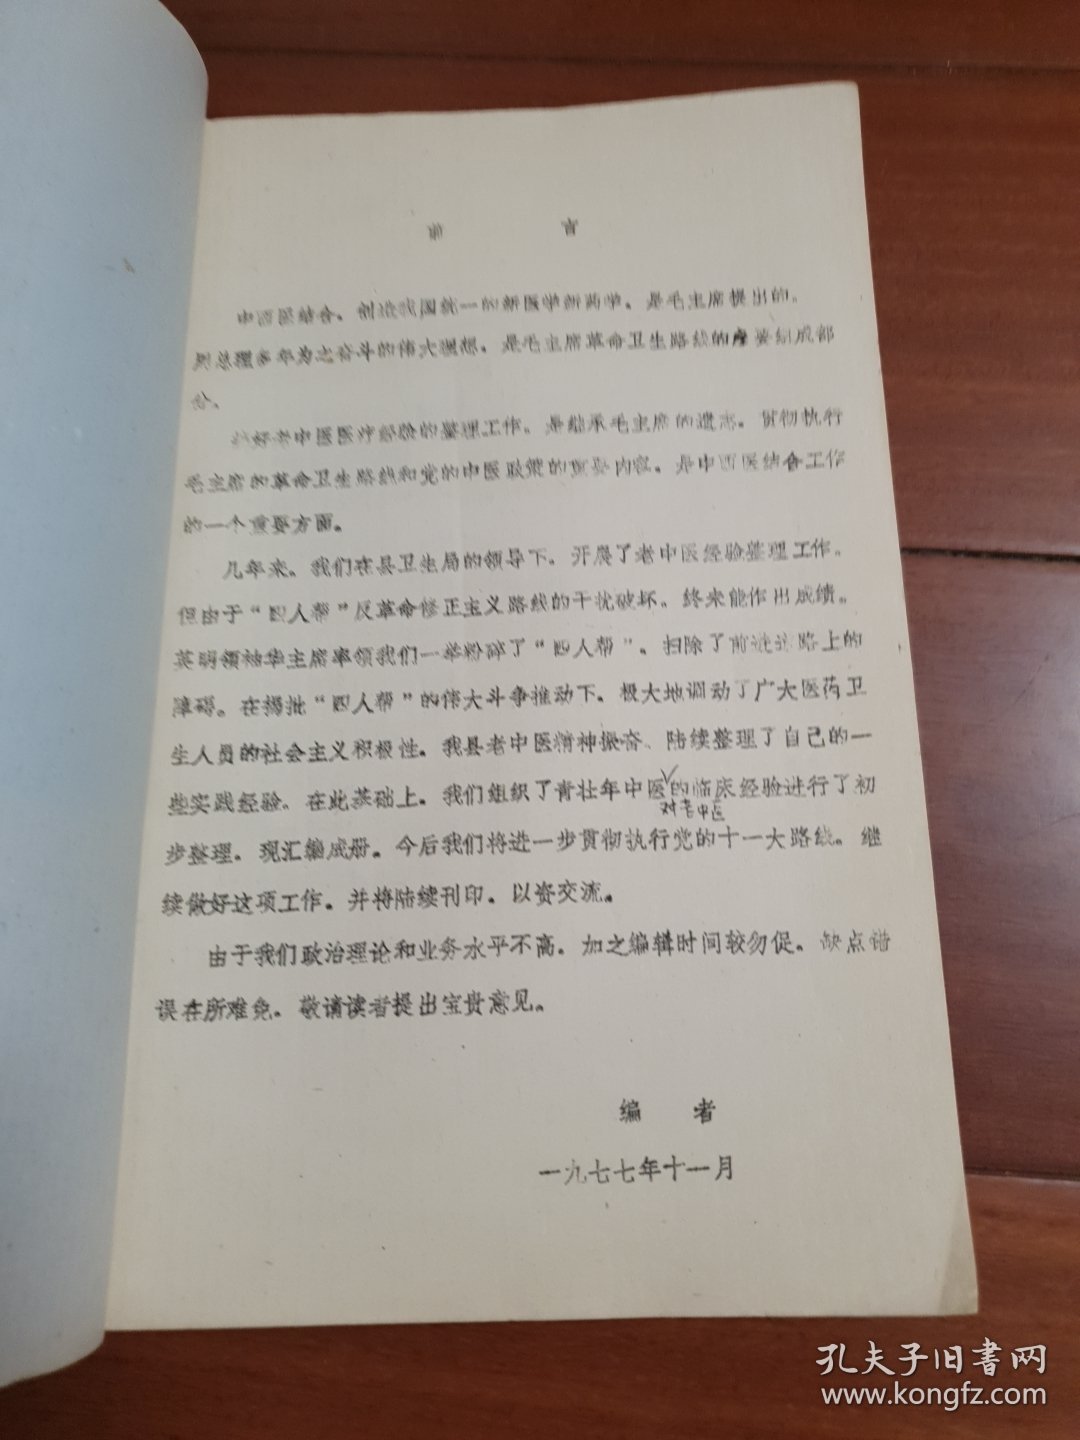 前 言
中西医结合，创造我国统一的新医学新药学，是毛主席提出的，
周总理多年为之奋斗的伟大理想，是毛主席革命卫生路线的重要组成部
分。
搞好老中医医疗经验的整理工作，是继承毛主席的遗志，贯彻执行
毛主席的革命卫生路线和党的中医政策的重要内容，是中西医结合工作
的一个重要方面。
几年来，我们在县卫生局的领导下，开展了老中医经验整理工作。
但由于“四人帮”反革命修正主义路线的干扰破坏，终未能作出成绩。
英明领袖华主席率领我们一举粉碎了“四人帮”，扫除了前进道路上的
障碍。在揭批“四人帮”的伟大斗争推动下，极大地调动了广大医药卫
生人员的社会主义积极性。我县老中医精神振奋、陆续整理了自己的一
些实践经验。在此基础上，我们组织了青壮年中医对老中医的临床经验进行了初
步整理，现汇编成册。今后我们将进一步贯彻执行党的十一大路线，继
续做好这项工作，并将陆续刊印，以资交流。
由于我们政治理论和业务水平不高，加之编辑时间较勿促，缺点错
误在所难免，敬请读者提出宝贵意见。
编 者
一九七七年十一月
孔夫子旧书网
www.kongfz.com